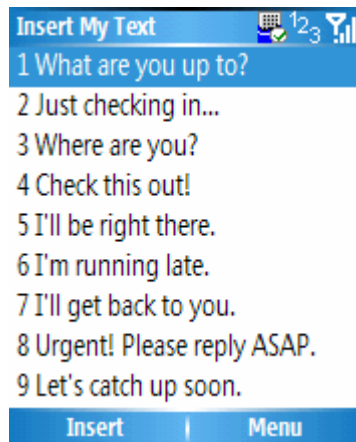 Insert My Text 123
1 What are you up to?
2 Just checking in...
3 Where are you?
4 Check this out!
5 I'll be right there.
6 I'm running late.
7 I'll get back to you.
8 Urgent! Please reply ASAP.
9 Let's catch up soon.
Insert Menu